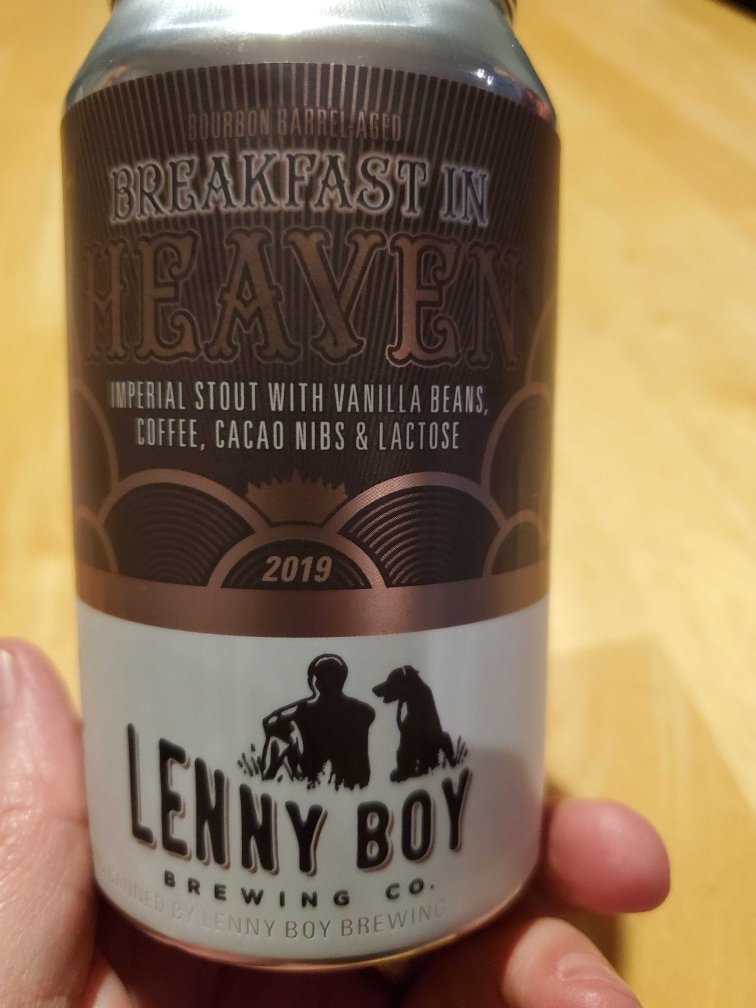 BOURBON BARREL-AGED
BREAKFAST IN
HEAVEN
IMPERIAL STOUT WITH VANILLA BEANS,
COFFEE, CACAO NIBS & LACTOSE
2019
LENNY BOY
BREWING CO.
CANNED BY LENNY BOY BREWING